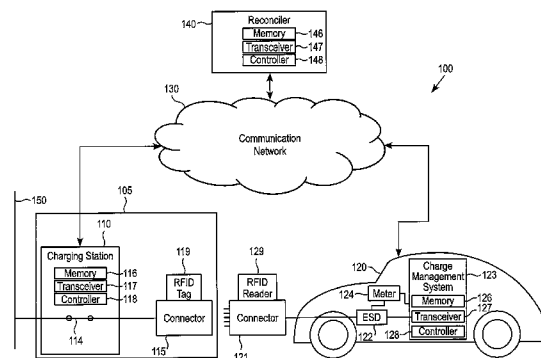 140
Reconciler
Memory
146
Transceiver
147
Controller
148
100
130
Communication
Network
150
105
110
Charging Station
Memory
116
Transceiver
117
Controller
118
114
119
RFID
Tag
Connector
115
129
RFID
Reader
Connector
121
120
124
Meter
ESD
122
Charge
Management
System
123
Memory
126
Transceiver
127
Controller
128